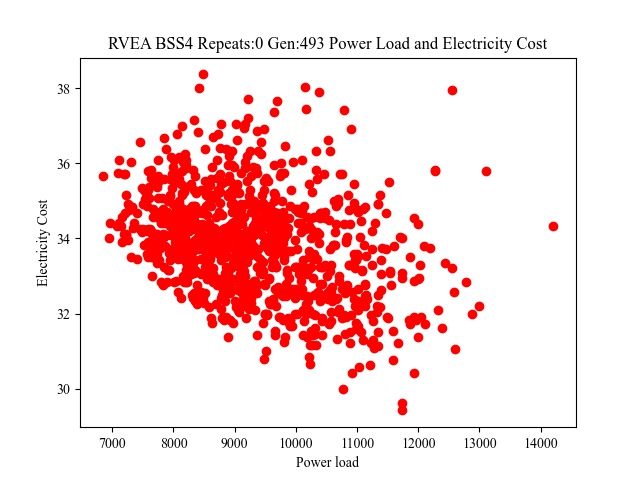 RVEA BSS4 Repeats:0 Gen:493 Power Load and Electricity Cost
38
36
34
32
30
Electricity Cost
7000 8000 9000 10000 11000 12000 13000 14000
Power load